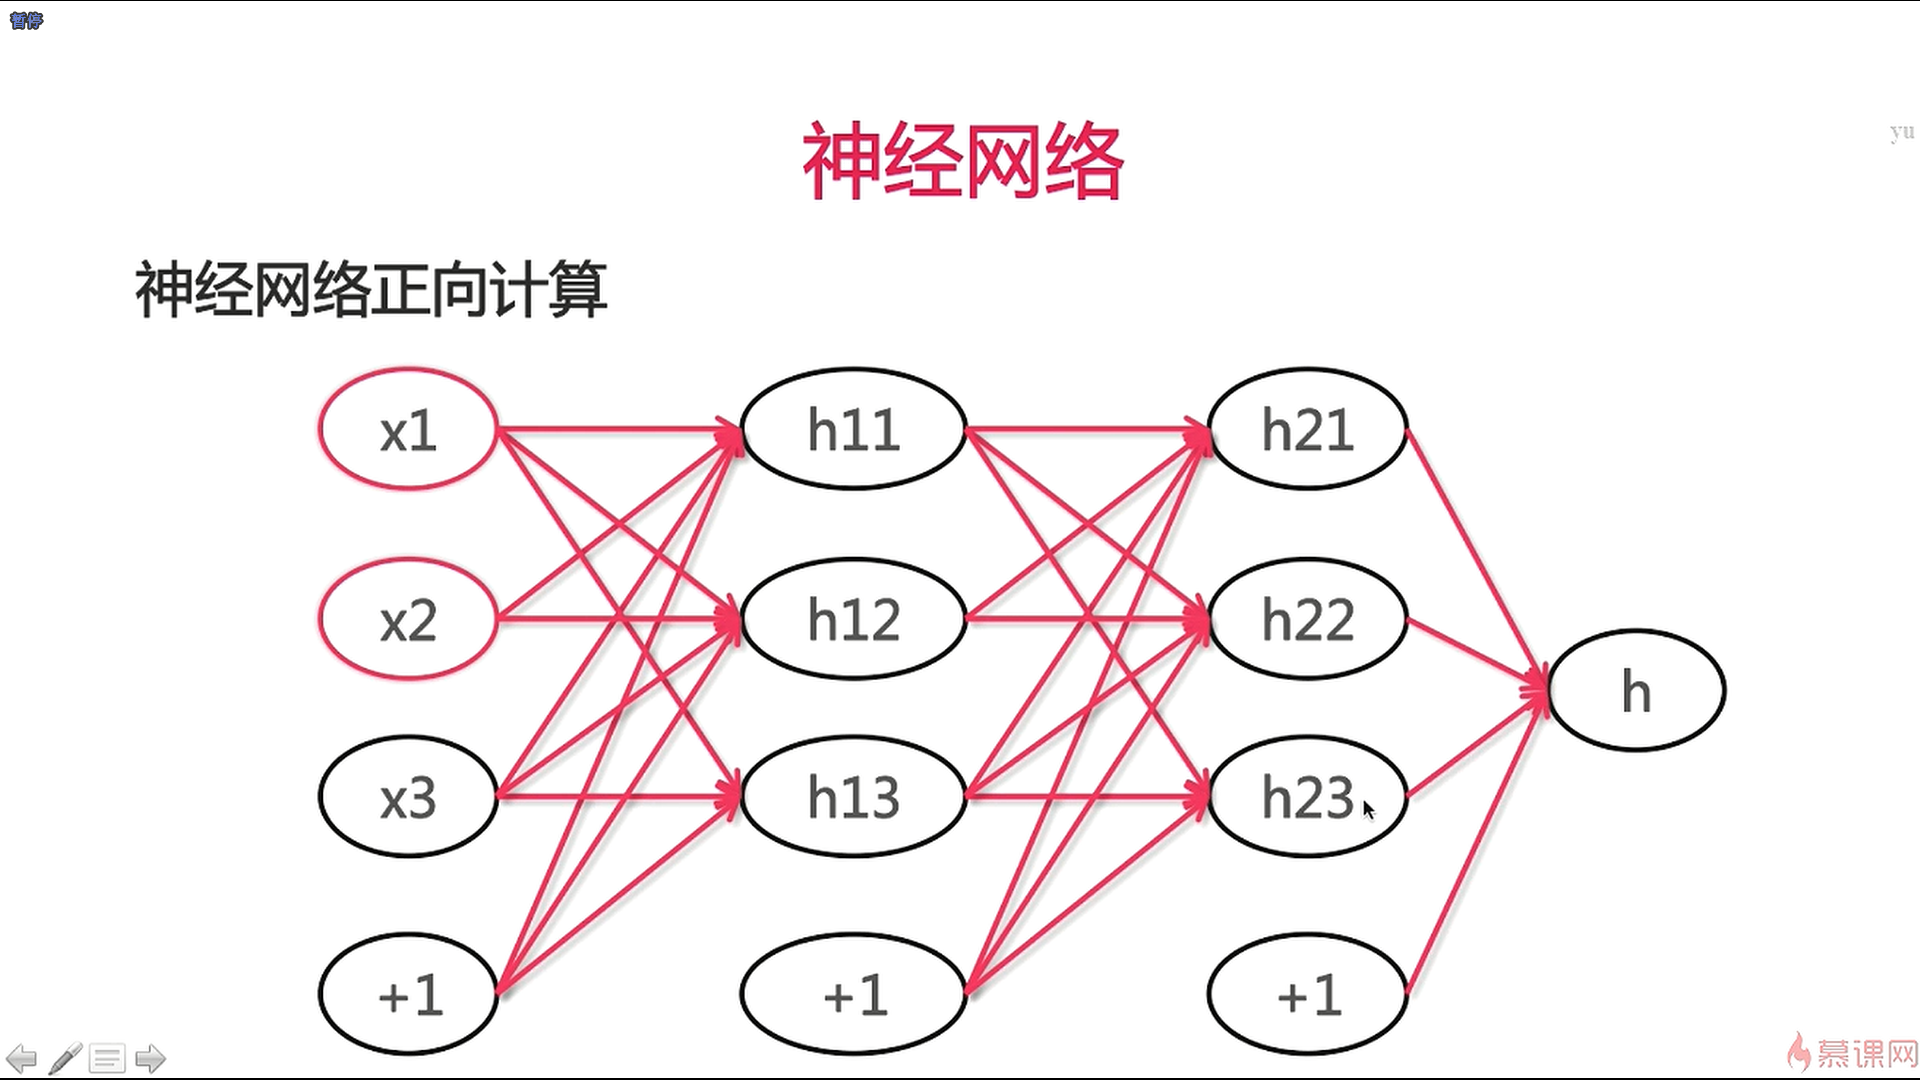 暂停
神经网络
yu
神经网络正向计算
x1 h11 h21
x2 h12 h22
h
x3 h13 h23
+1 +1 +1
慕课网